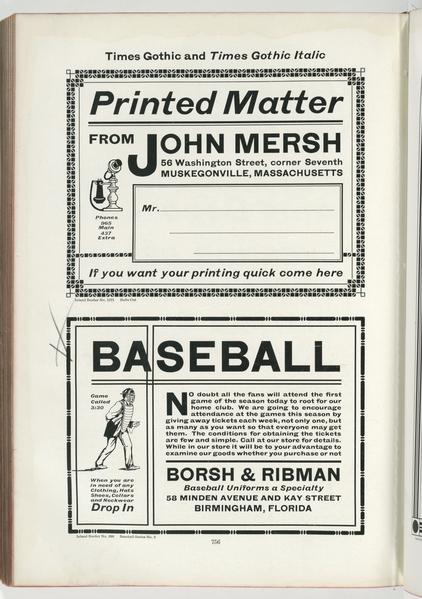 Times Gothic and Times Gothic Italic
Printed Matter
FROM JOHN MERSH
56 Washington Street, corner Seventh
MUSKEGONVILLE, MASSACHUSETTS
Phones
965
Main
437
Extra
Mr.
If you want your printing quick come here
BASEBALL
Game
Called
3:30
NO doubt all the fans will attend the first
game of the season today to root for our
home club. We are going to encourage
attendance at the games this season by
giving away tickets each week, not only one, but
as many as you want so that everyone may get
them. The conditions for obtaining the tickets
are few and simple. Call at our store for details.
While in our store it will be to your advantage to
examine our goods whether you purchase or not
When you are
in need of any
Clothing, Hats
Shoes, Collars
and Neckwear
Drop In
BORSH & RIBMAN
Baseball Uniforms a Specialty
58 MINDEN AVENUE AND KAY STREET
BIRMINGHAM, FLORIDA
756